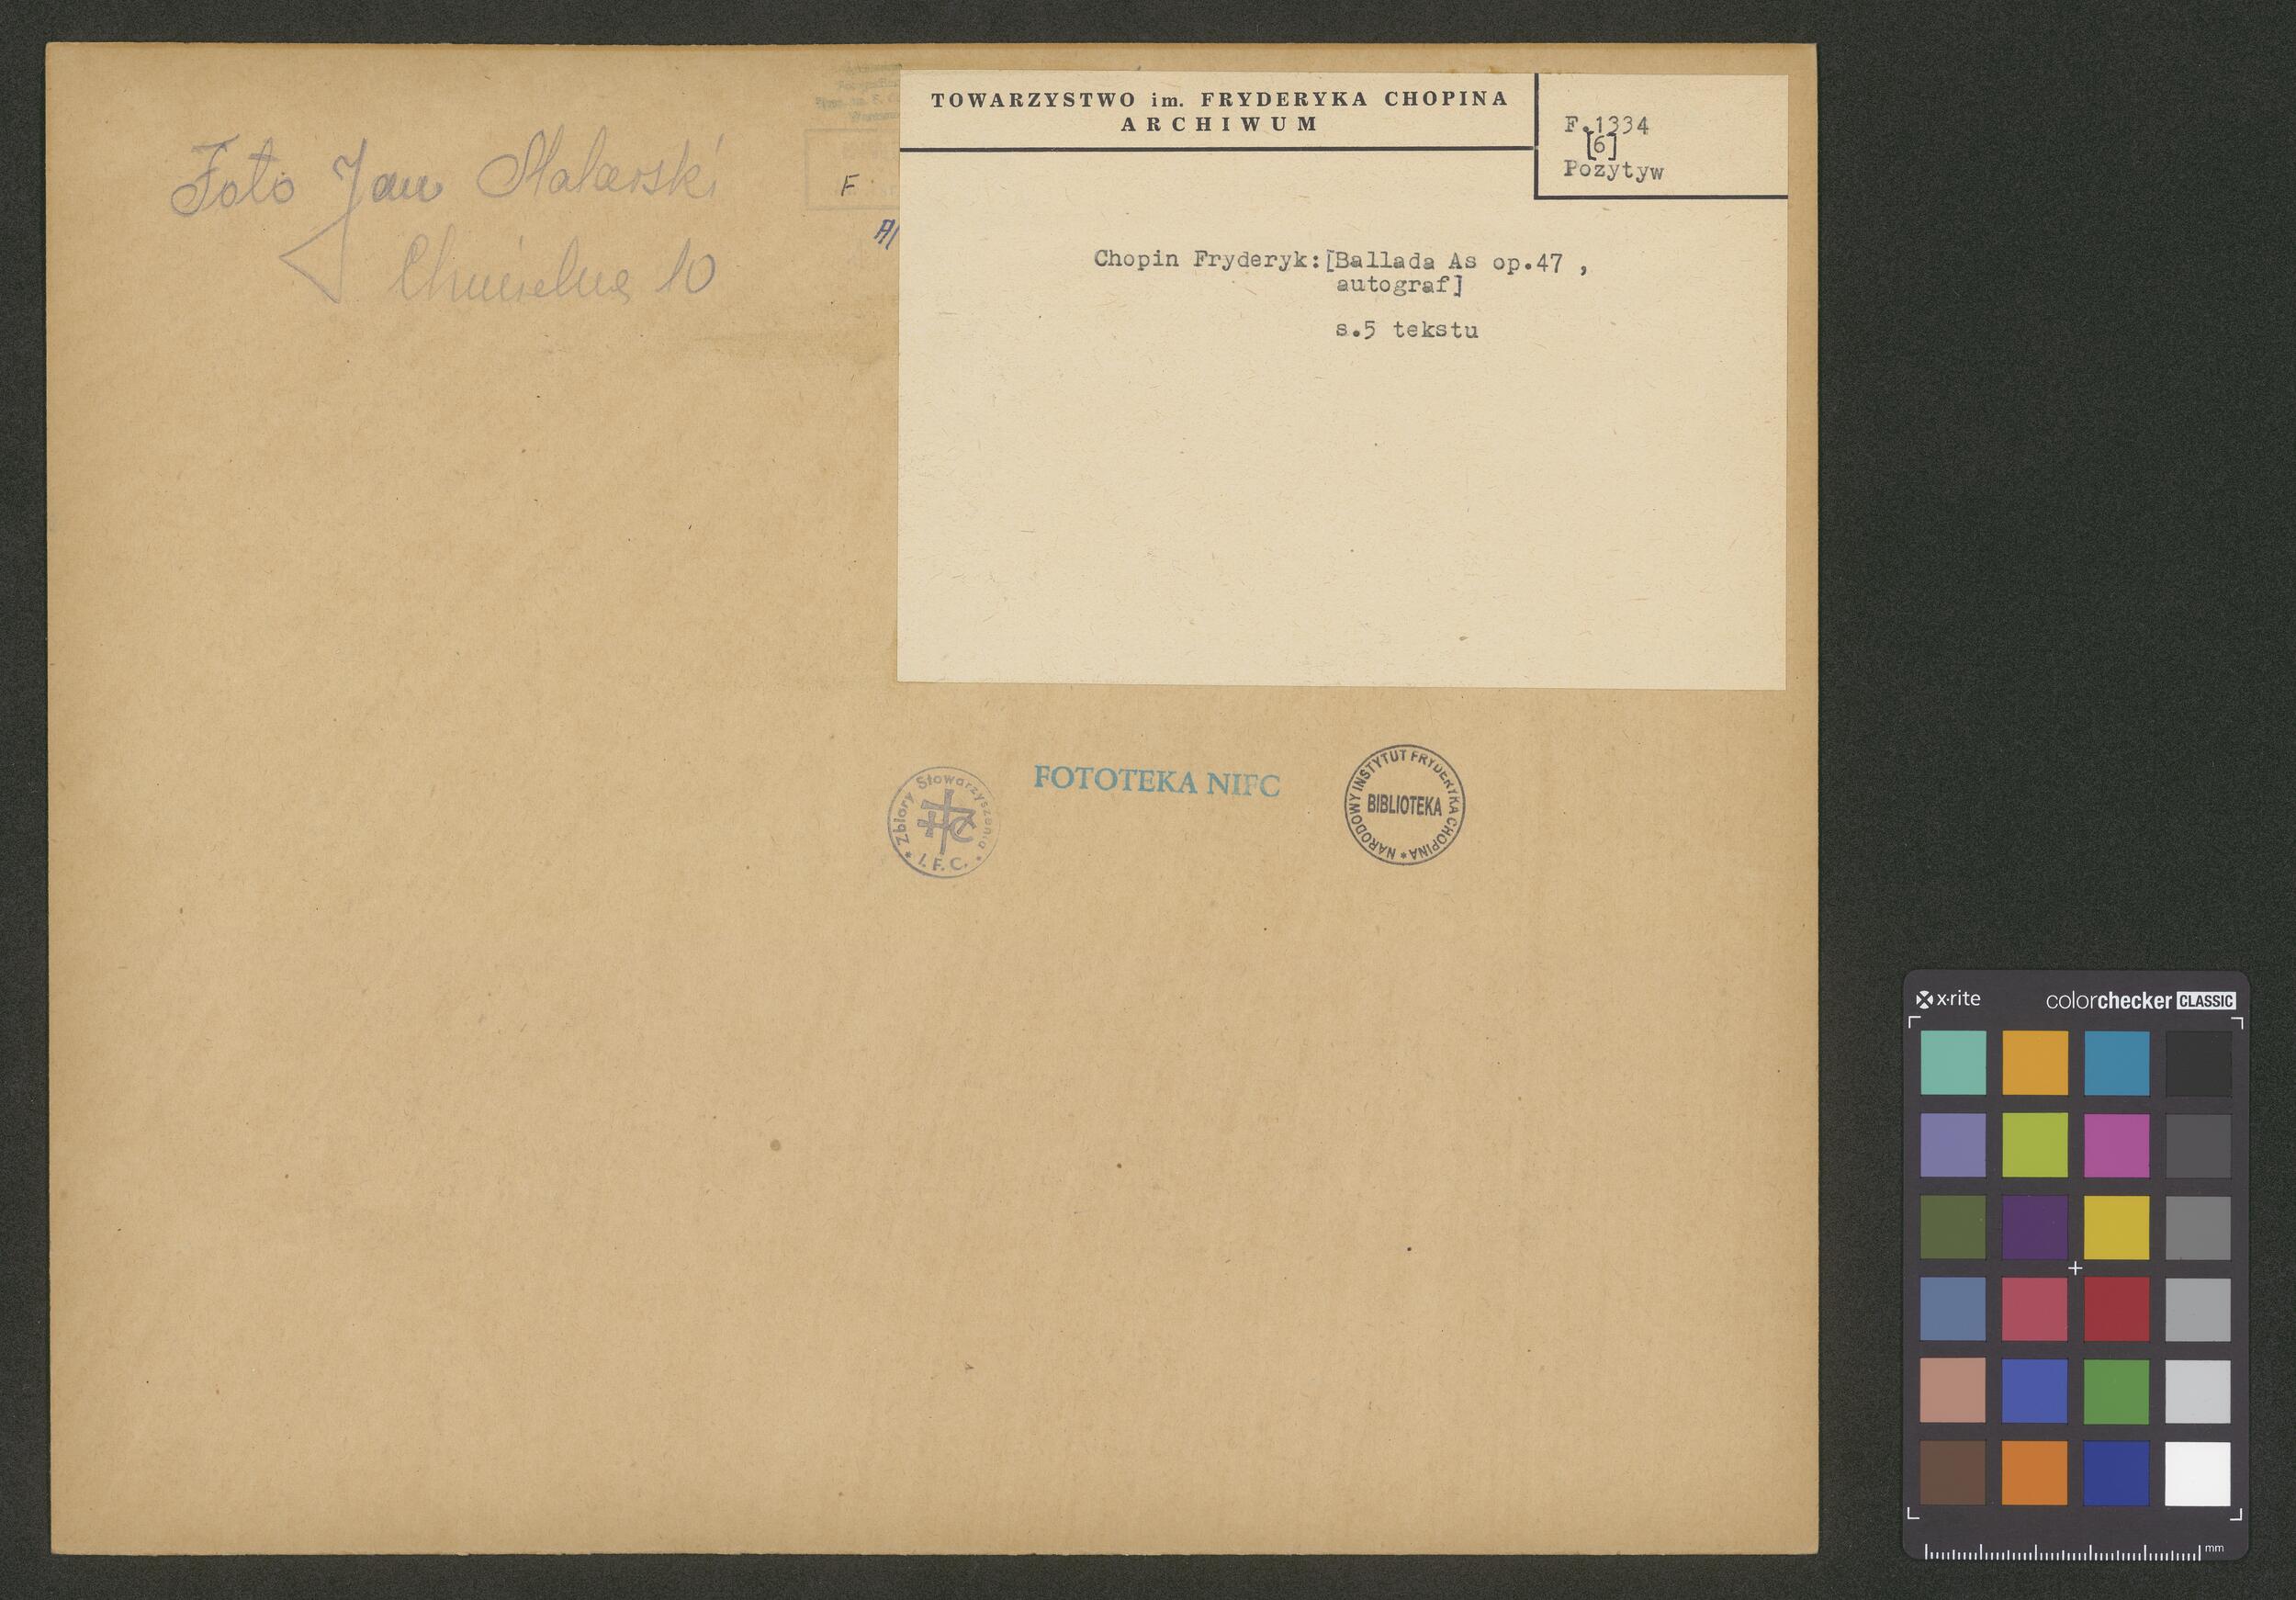 Foto Jan Malarski
Chmielna 10
F
TOWARZYSTWO im. FRYDERYKA CHOPINA
ARCHIWUM
F.1334
[6]
Pozytyw
Chopin Fryderyk:[Ballada As op.47 ,
autograf]
s.5 tekstu
Zbiory Stowarzyszenia
I.F.C.
FOTOTEKA NIFC
NARODOWY INSTYTUT FRYDERYKA CHOPINA
BIBLIOTEKA
x·rite
colorchecker CLASSIC
mm